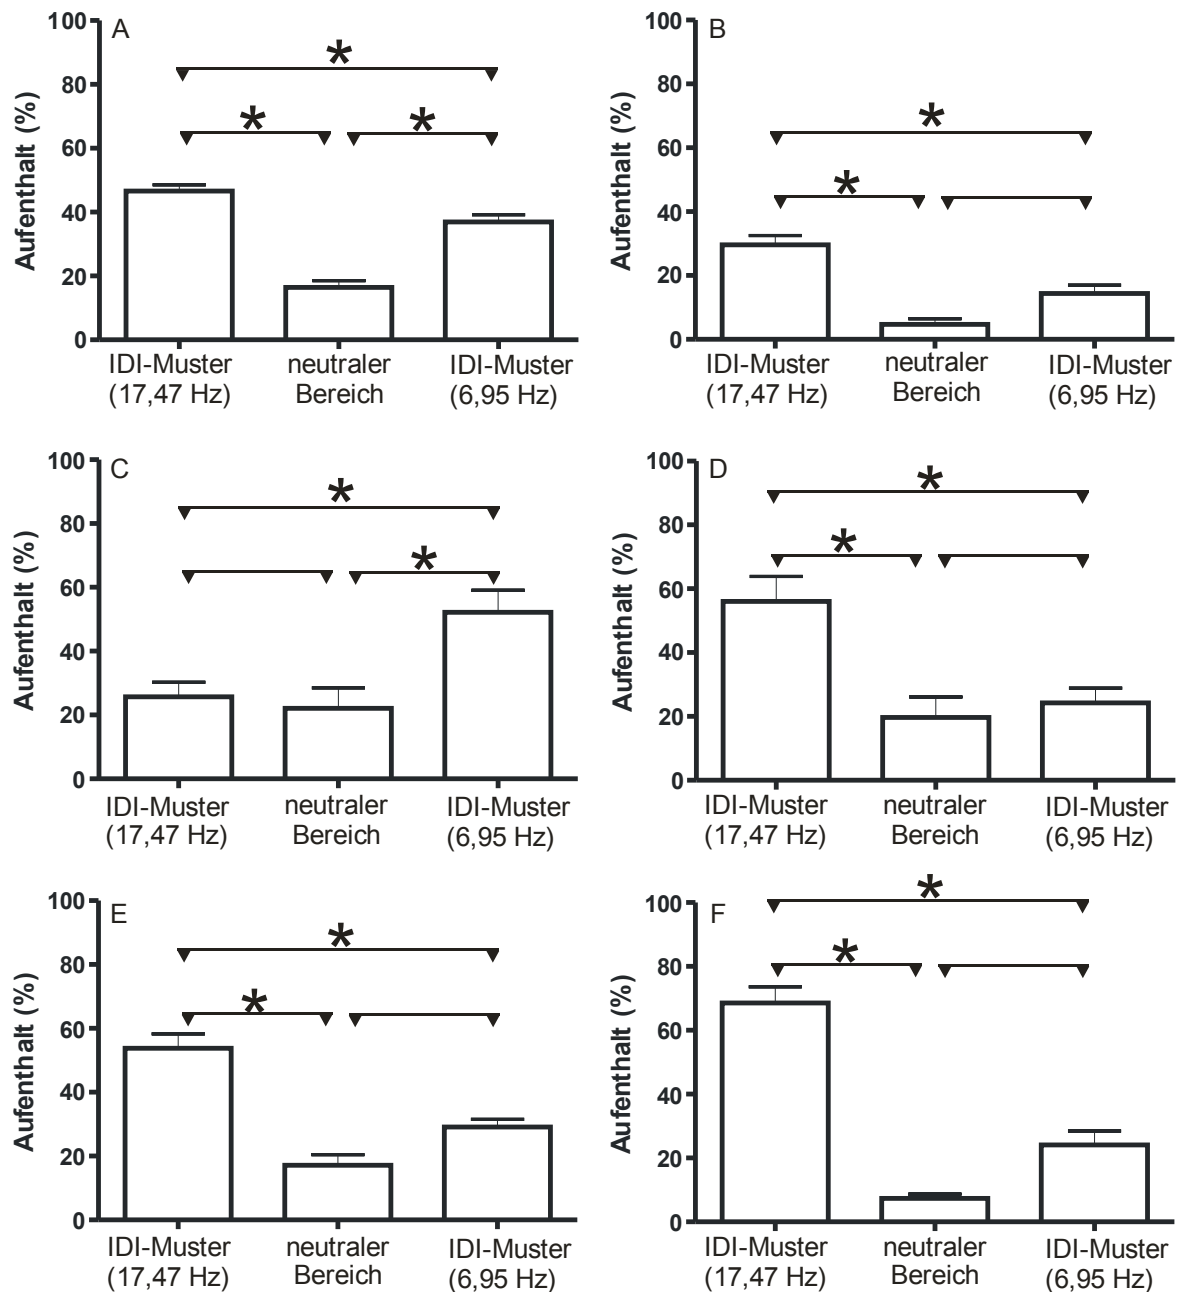 A
Aufenthalt (%)
100
80
60
40
20
0
*
*
*
IDI-Muster
(17,47 Hz)
neutraler
Bereich
IDI-Muster
(6,95 Hz)
B
Aufenthalt (%)
100
80
60
40
20
0
*
*
IDI-Muster
(17,47 Hz)
neutraler
Bereich
IDI-Muster
(6,95 Hz)
C
Aufenthalt (%)
100
80
60
40
20
0
*
*
IDI-Muster
(17,47 Hz)
neutraler
Bereich
IDI-Muster
(6,95 Hz)
D
Aufenthalt (%)
100
80
60
40
20
0
*
*
IDI-Muster
(17,47 Hz)
neutraler
Bereich
IDI-Muster
(6,95 Hz)
E
Aufenthalt (%)
100
80
60
40
20
0
*
*
IDI-Muster
(17,47 Hz)
neutraler
Bereich
IDI-Muster
(6,95 Hz)
F
Aufenthalt (%)
100
80
60
40
20
0
*
*
IDI-Muster
(17,47 Hz)
neutraler
Bereich
IDI-Muster
(6,95 Hz)